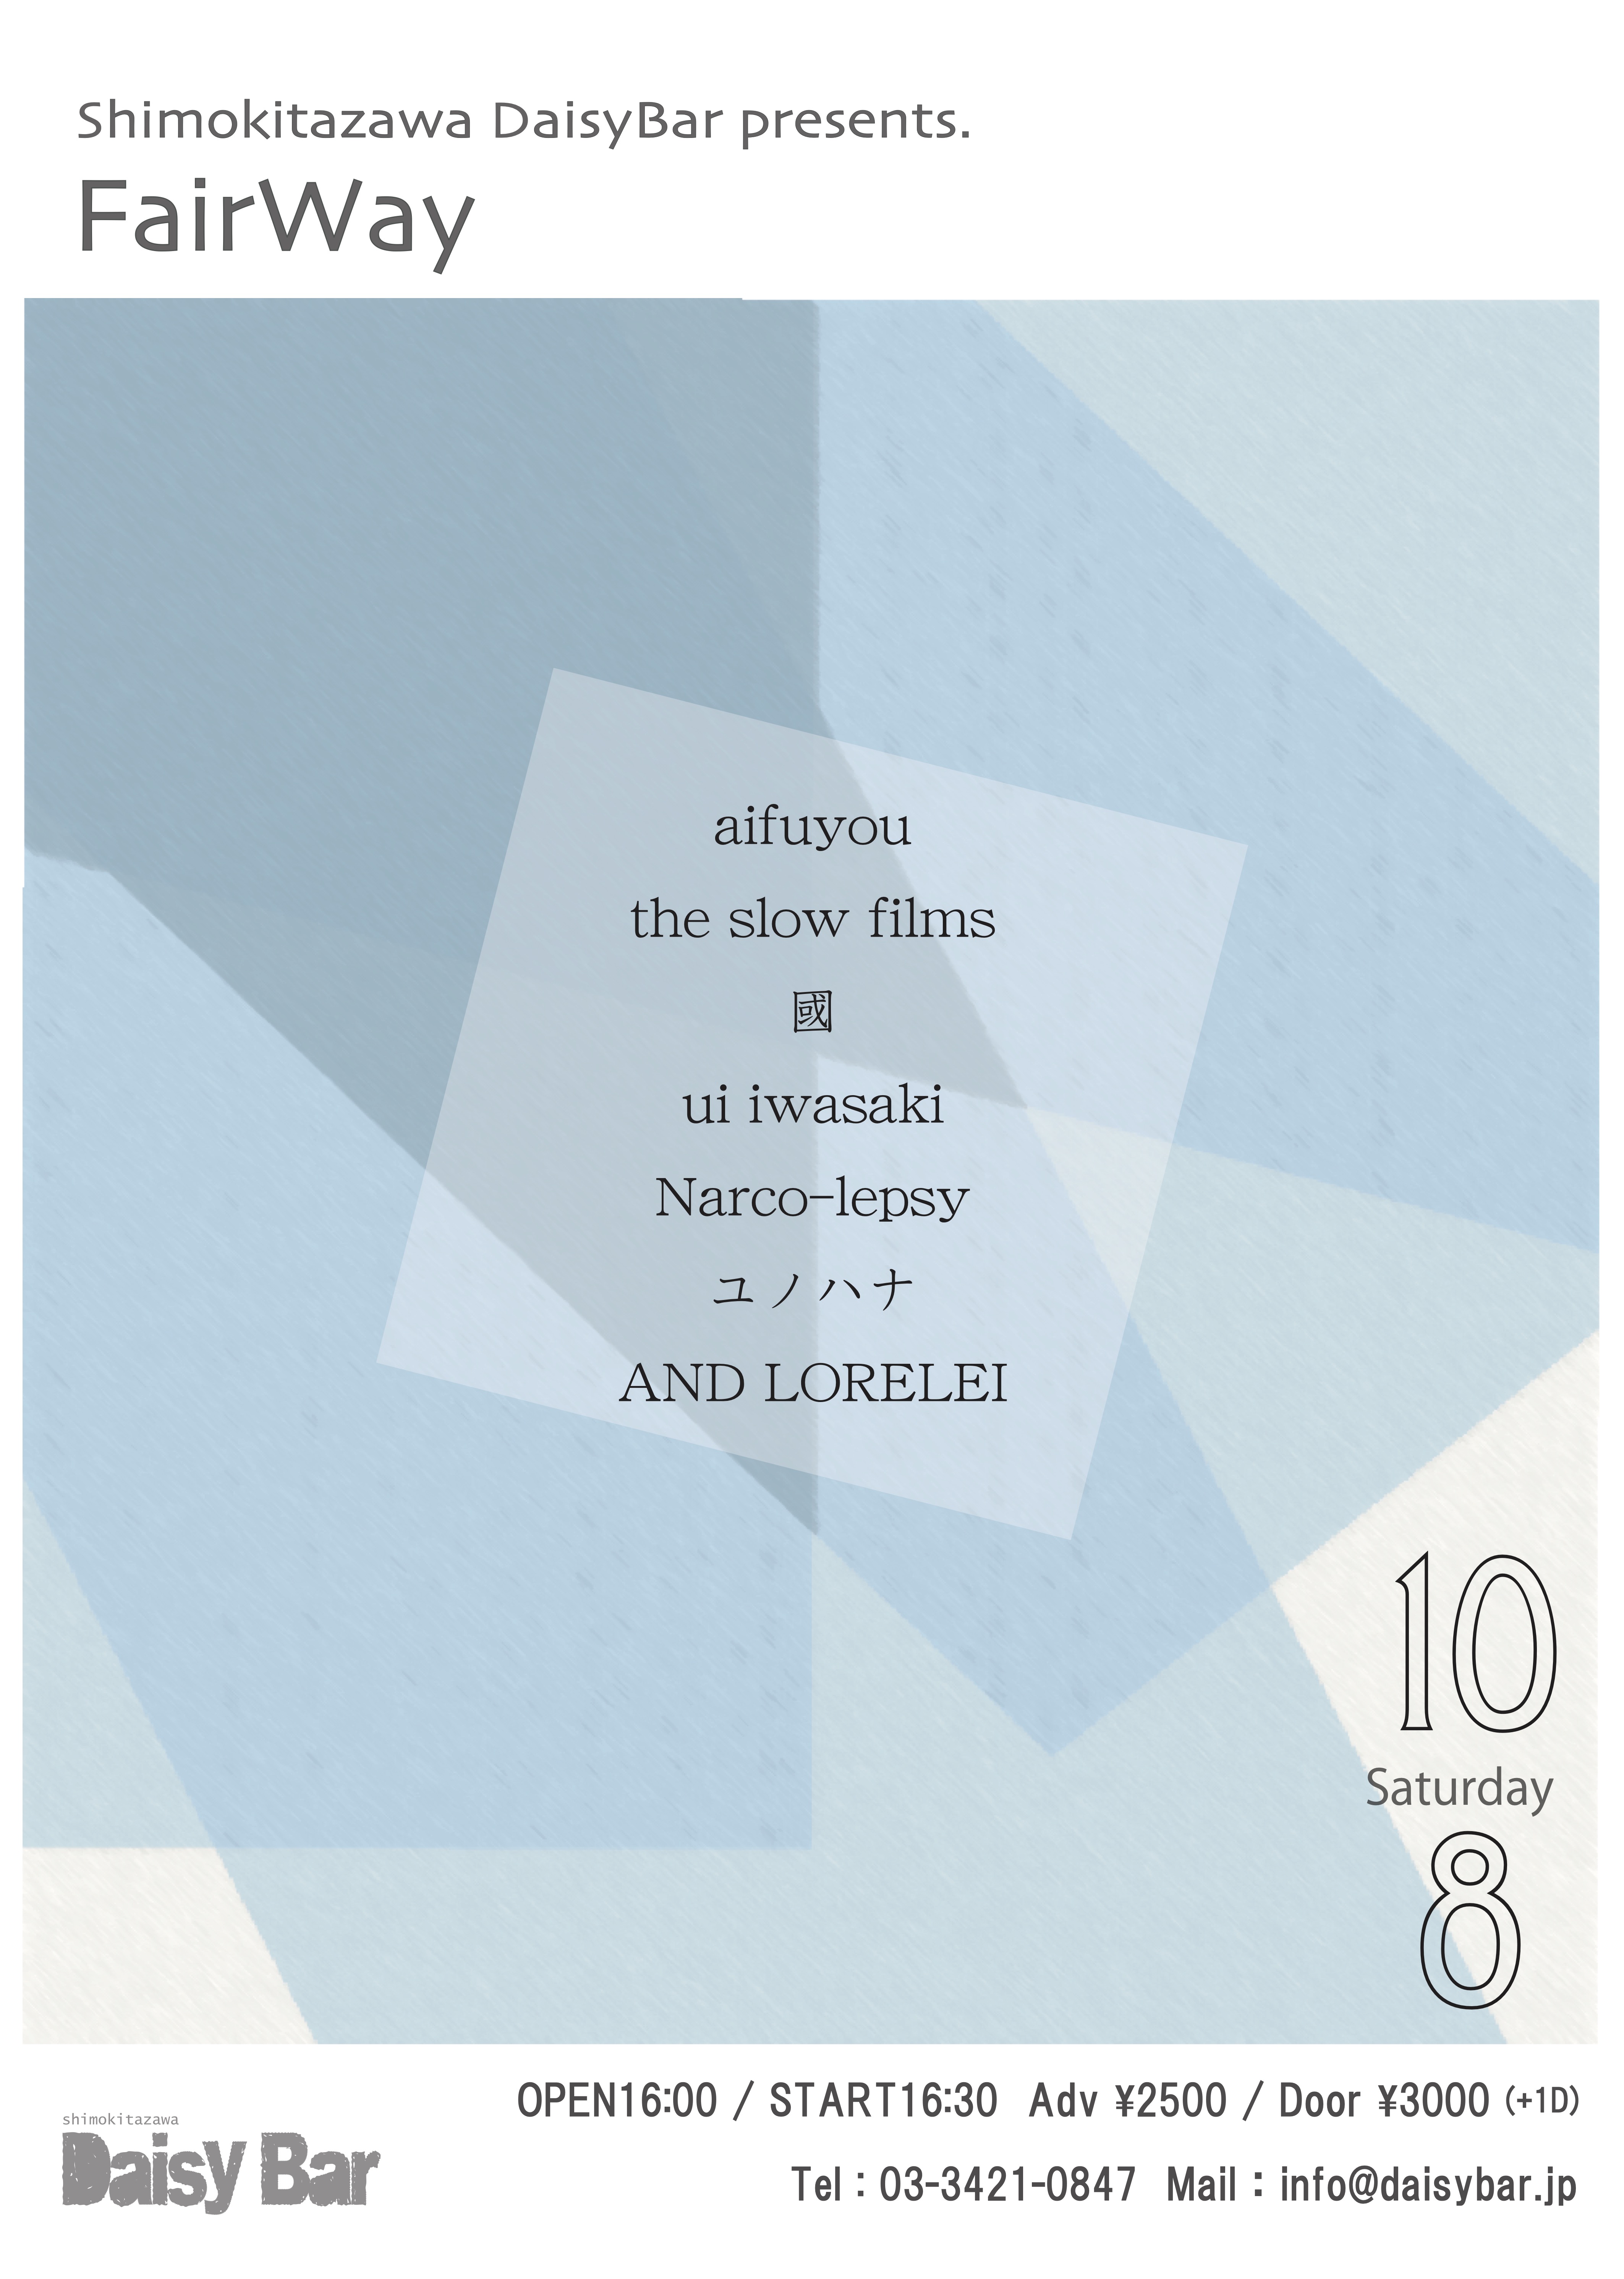 Shimokitazawa DaisyBar presents.
FairWay
aifuyou
the slow films
國
ui iwasaki
Narco-lepsy
ユノハナ
AND LORELEI
10
Saturday
8
OPEN16:00 / START16:30 Adv ¥2500 / Door ¥3000 (+1D)
Tel : 03-3421-0847 Mail : info@daisybar.jp
shimokitazawa
Daisy Bar